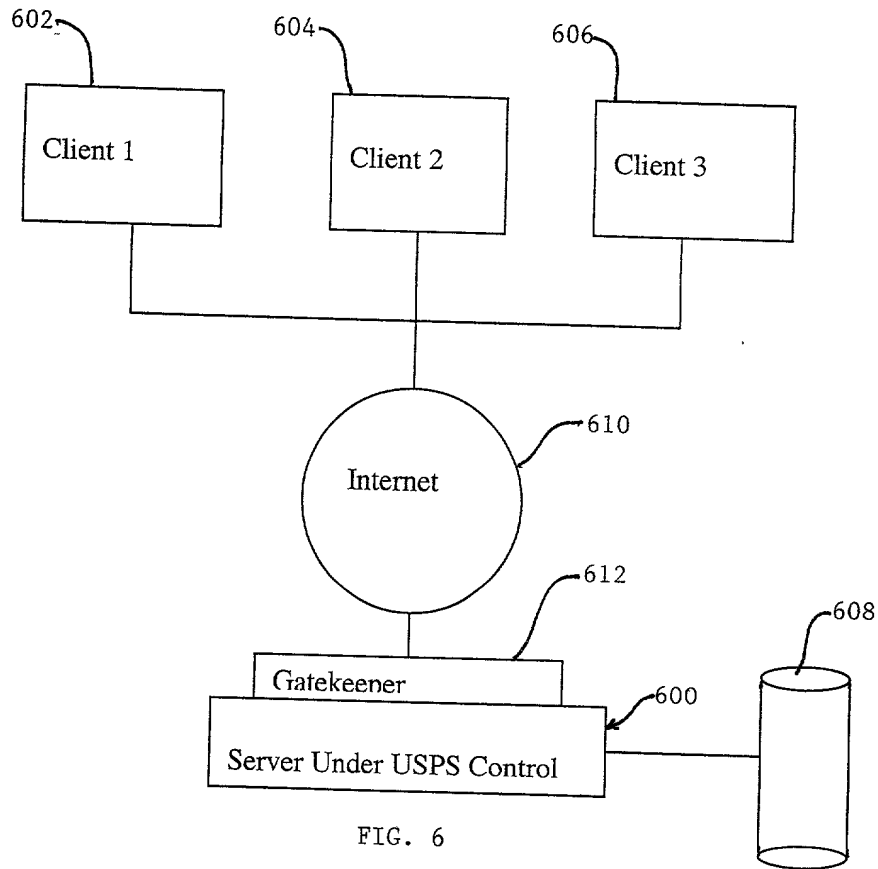 602
604
606
Client 1
Client 2
Client 3
610
Internet
612
608
Gatekeener
600
Server Under USPS Control
FIG. 6